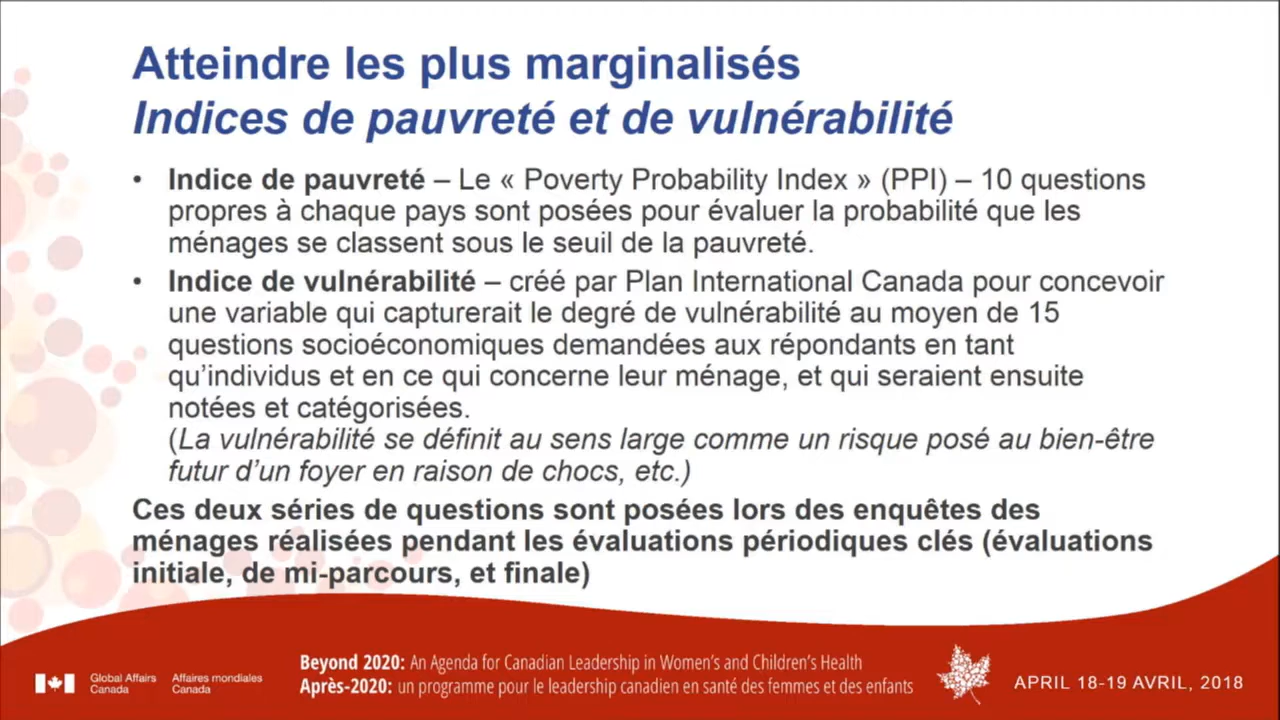 Atteindre les plus marginalisés
Indices de pauvreté et de vulnérabilité
• Indice de pauvreté – Le « Poverty Probability Index » (PPI) – 10 questions
propres à chaque pays sont posées pour évaluer la probabilité que les
ménages se classent sous le seuil de la pauvreté.
• Indice de vulnérabilité – créé par Plan International Canada pour concevoir
une variable qui capturerait le degré de vulnérabilité au moyen de 15
questions socioéconomiques demandées aux répondants en tant
qu’individus et en ce qui concerne leur ménage, et qui seraient ensuite
notées et catégorisées.
(La vulnérabilité se définit au sens large comme un risque posé au bien-être
futur d’un foyer en raison de chocs, etc.)
Ces deux séries de questions sont posées lors des enquêtes des
ménages réalisées pendant les évaluations périodiques clés (évaluations
initiale, de mi-parcours, et finale)
Global Affairs Canada
Affaires mondiales Canada
Beyond 2020: An Agenda for Canadian Leadership in Women’s and Children’s Health
Après-2020: un programme pour le leadership canadien en santé des femmes et des enfants
APRIL 18-19 AVRIL, 2018